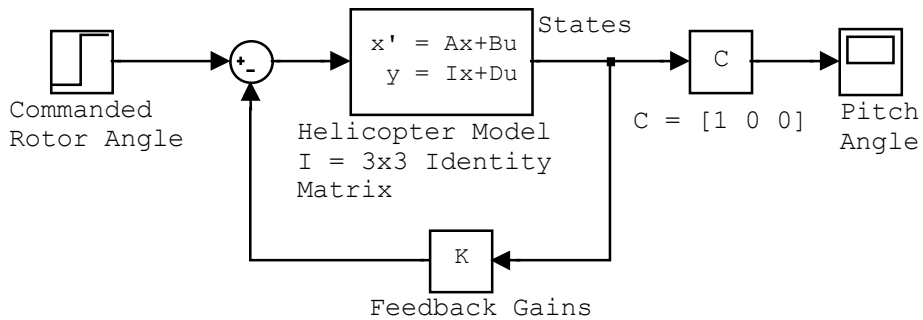 States
x' = Ax+Bu
y = Ix+Du
+
-
C
Commanded
Rotor Angle
Helicopter Model
I = 3x3 Identity
Matrix
C = [1 0 0]
Pitch
Angle
K
Feedback Gains